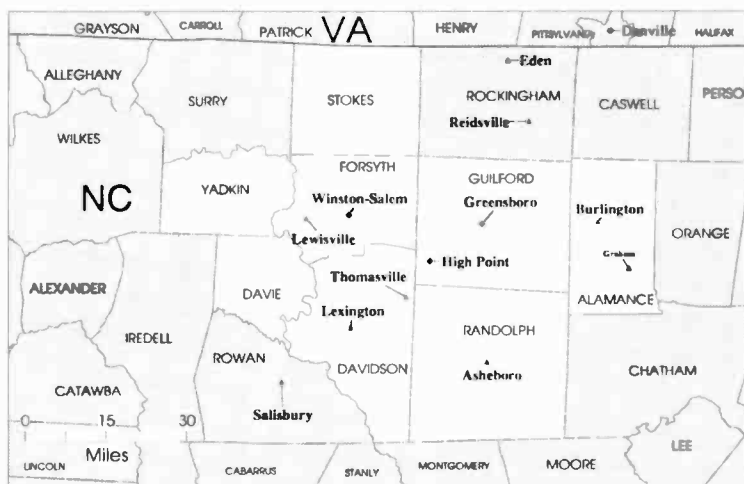 GRAYSON
CARROLL
PATRICK
VA
HENRY
PITTSYLVANIA
Danville
HALIFAX
ALLEGHANY
SURRY
STOKES
Eden
ROCKINGHAM
Reidsville
CASWELL
PERSO
WILKES
NC
YADKIN
FORSYTH
Winston-Salem
Lewisville
GUILFORD
Greensboro
High Point
Burlington
Graham
ORANGE
ALAMANCE
ALEXANDER
IREDELL
DAVIE
Thomasville
Lexington
DAVIDSON
RANDOLPH
Asheboro
CHATHAM
CATAWBA
ROWAN
Salisbury
0 15 30
Miles
LINCOLN
CABARRUS
STANLY
MONTGOMERY
MOORE
LEE